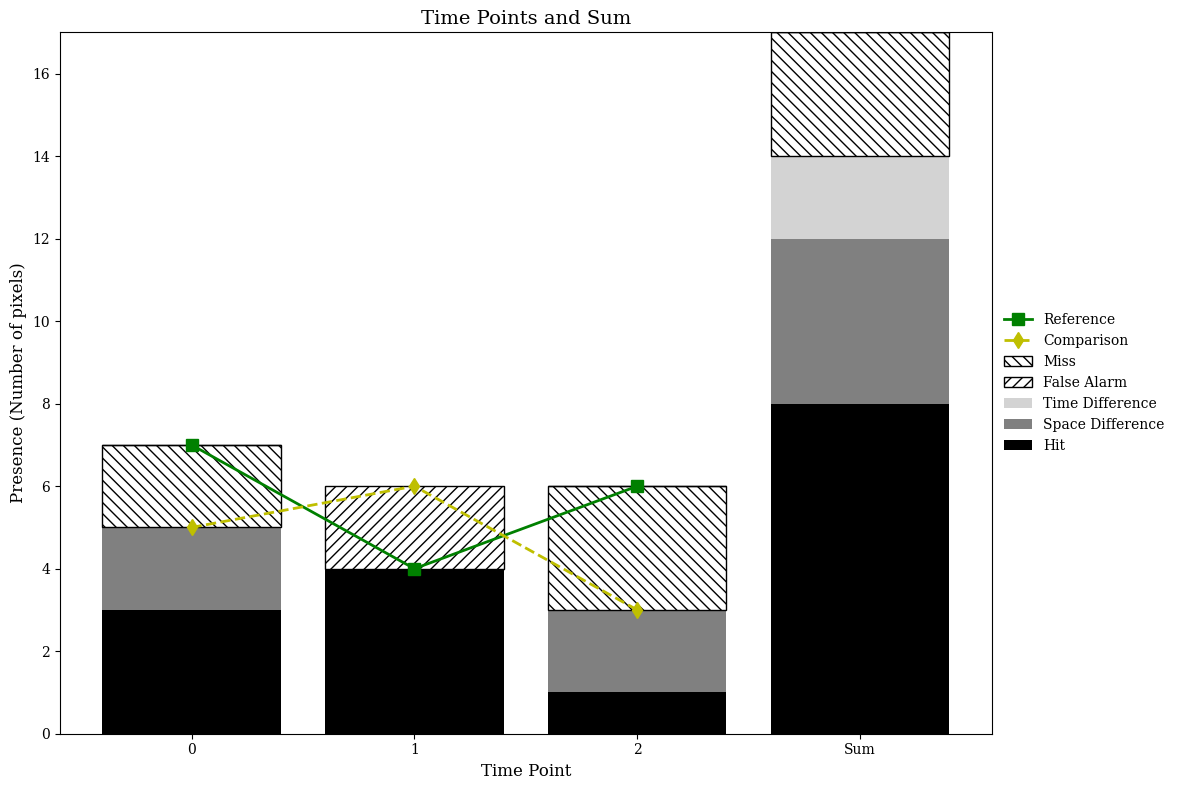 Time Points and Sum
Presence (Number of pixels)
16
14
12
10
8
6
4
2
0
0 1 2 Sum
Time Point
Reference
Comparison
Miss
False Alarm
Time Difference
Space Difference
Hit